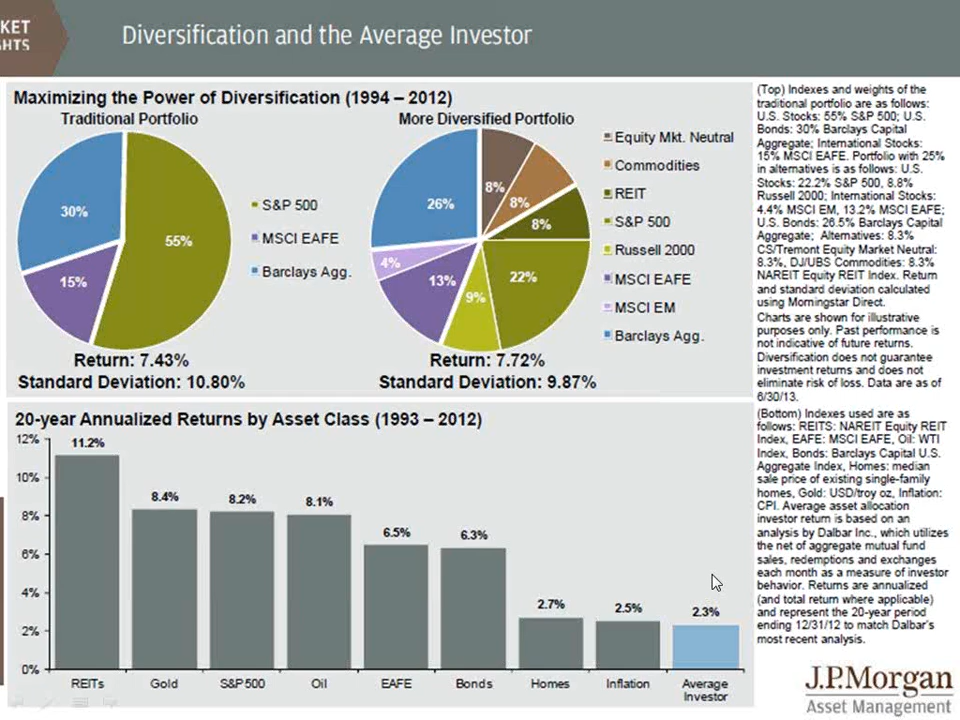 KET
GHTS
Diversification and the Average Investor
Maximizing the Power of Diversification (1994 – 2012)
Traditional Portfolio
30%
55%
15%
S&P 500
MSCI EAFE
Barclays Agg.
Return: 7.43%
Standard Deviation: 10.80%
More Diversified Portfolio
26%
8%
8%
8%
4%
13%
22%
9%
Equity Mkt. Neutral
Commodities
REIT
S&P 500
Russell 2000
MSCI EAFE
MSCI EM
Barclays Agg.
Return: 7.72%
Standard Deviation: 9.87%
20-year Annualized Returns by Asset Class (1993 – 2012)
12%
10%
8%
6%
4%
2%
0%
11.2%
8.4%
8.2%
8.1%
6.5%
6.3%
2.7%
2.5%
2.3%
REITs
Gold
S&P 500
Oil
EAFE
Bonds
Homes
Inflation
Average
Investor
(Top) Indexes and weights of the
traditional portfolio are as follows:
U.S. Stocks: 55% S&P 500; U.S.
Bonds: 30% Barclays Capital
Aggregate; International Stocks:
15% MSCI EAFE. Portfolio with 25%
in alternatives is as follows: U.S.
Stocks: 22.2% S&P 500, 8.8%
Russell 2000; International Stocks:
4.4% MSCI EM, 13.2% MSCI EAFE;
U.S. Bonds: 26.5% Barclays Capital
Aggregate; Alternatives: 8.3%
CS/Tremont Equity Market Neutral:
8.3%, DJ/UBS Commodities: 8.3%
NAREIT Equity REIT Index. Return
and standard deviation calculated
using Morningstar Direct.
Charts are shown for illustrative
purposes only. Past performance is
not indicative of future returns.
Diversification does not guarantee
investment returns and does not
eliminate risk of loss. Data are as of
6/30/13.
(Bottom) Indexes used are as
follows: REITS: NAREIT Equity REIT
Index, EAFE: MSCI EAFE, Oil: WTI
Index, Bonds: Barclays Capital U.S.
Aggregate Index, Homes: median
sale price of existing single-family
homes, Gold: USD/troy oz, Inflation:
CPI. Average asset allocation
investor return is based on an
analysis by Dalbar Inc., which utilizes
the net of aggregate mutual fund
sales, redemptions and exchanges
each month as a measure of investor
behavior. Returns are annualized
(and total return where applicable)
and represent the 20-year period
ending 12/31/12 to match Dalbar's
most recent analysis.
J.P.Morgan
Asset Management